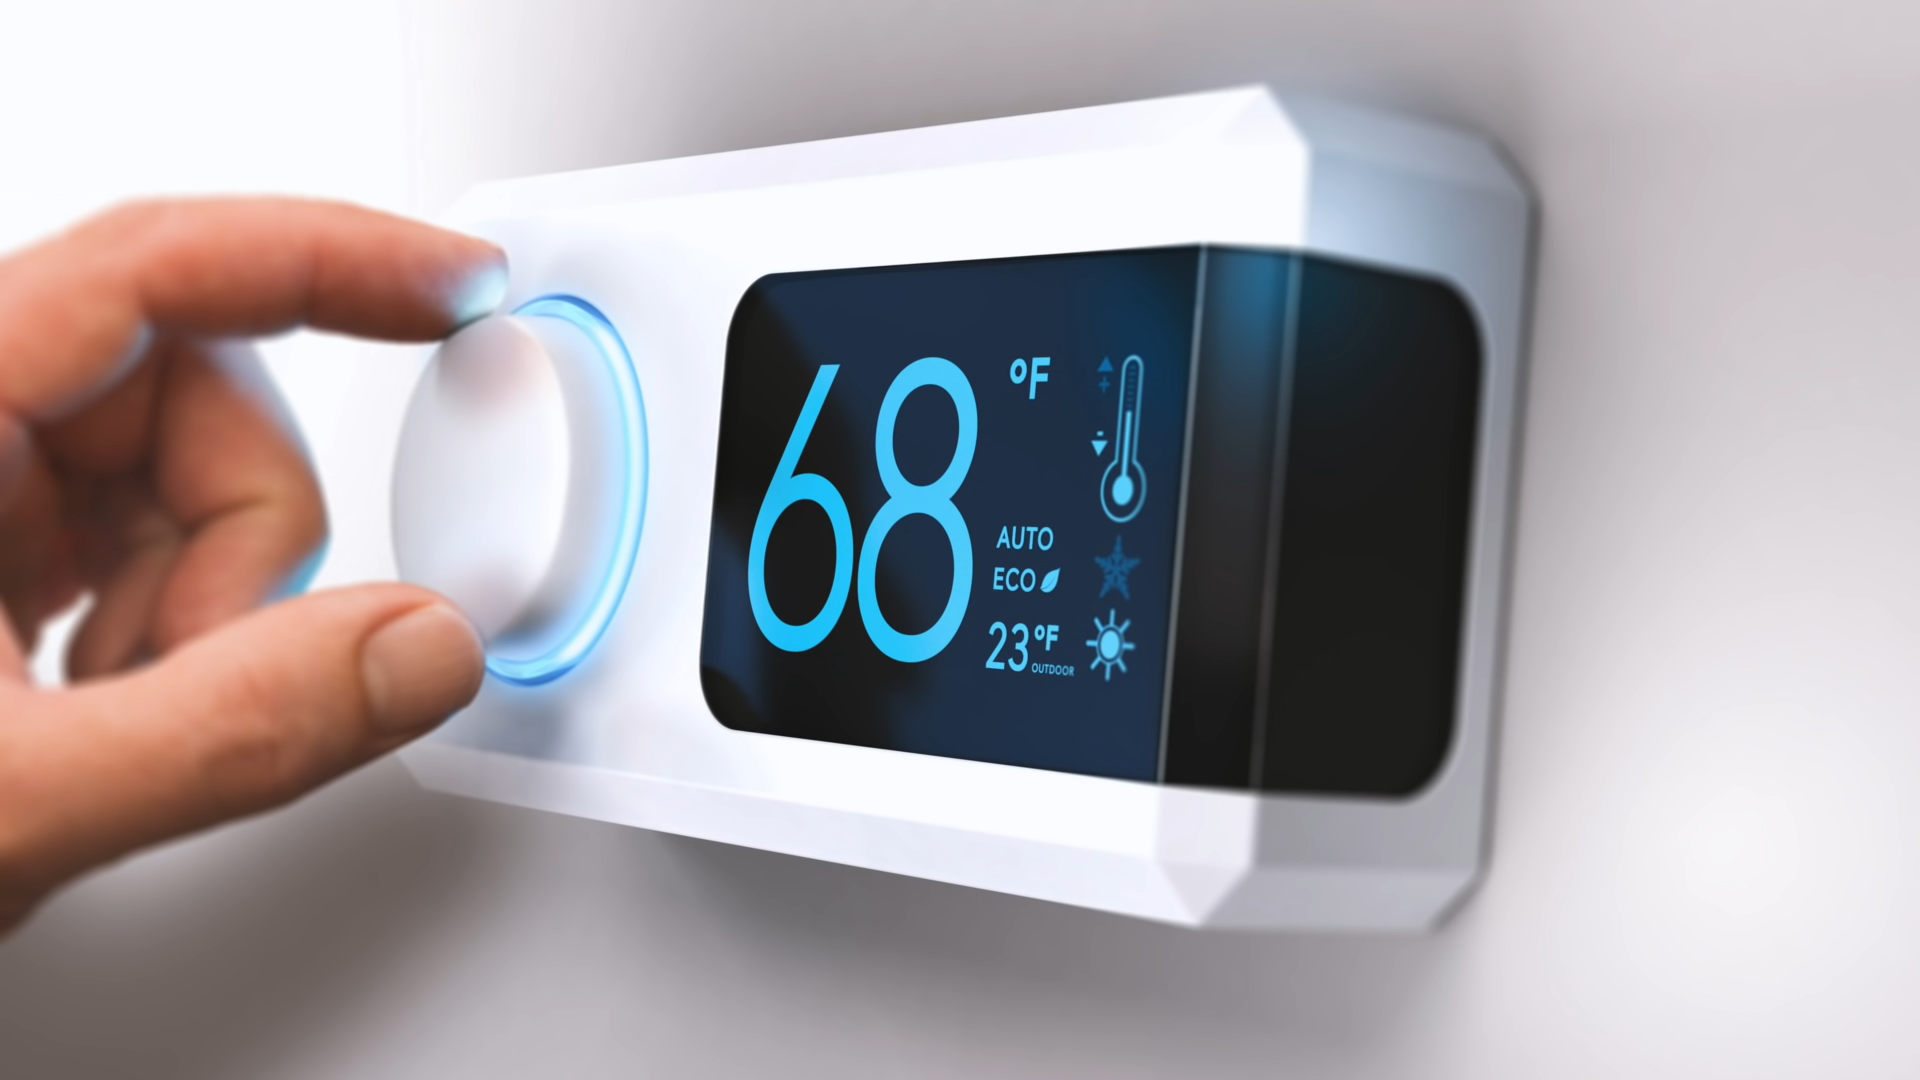 68 °F
AUTO
ECO
23 °F
OUTDOOR